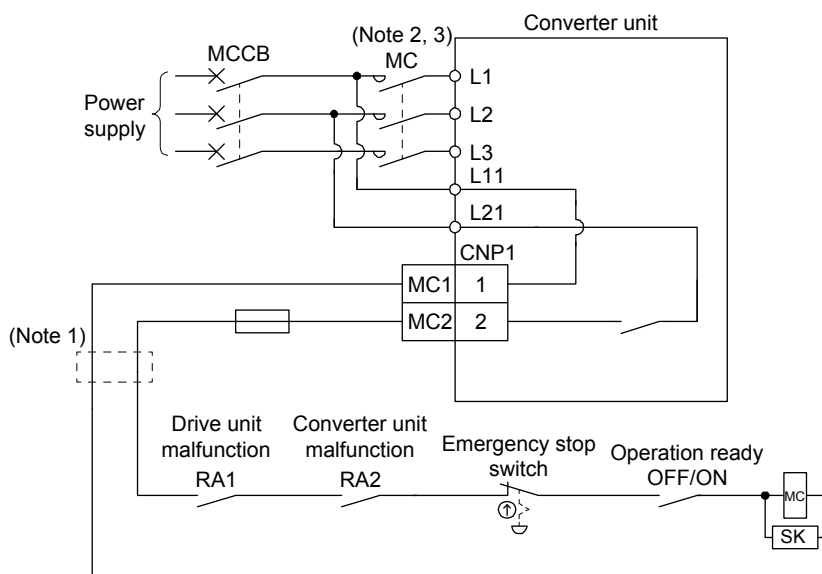 Converter unit
(Note 2, 3)
MCCB
MC
L1
Power
supply
L2
L3
L11
L21
CNP1
MC1
1
MC2
2
(Note 1)
Drive unit
malfunction
RA1
Converter unit
malfunction
RA2
Emergency stop
switch
Operation ready
OFF/ON
MC
SK